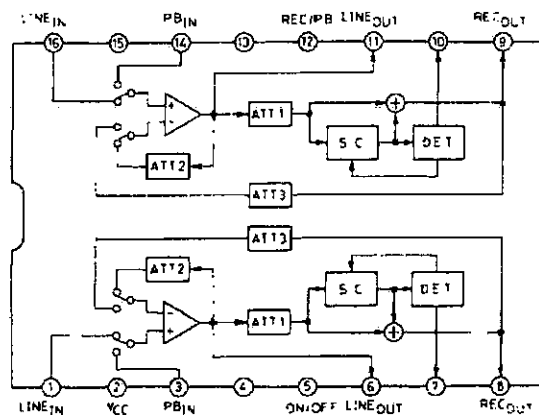 LINE IN PB IN REC/PB LINE OUT REC OUT
16 15 14 13 12 11 10 9
ATT1
SC DET
ATT2
ATT3
ATT3
ATT2
SC DET
ATT1
1 2 3 4 5 6 7 8
LINE IN VCC PB IN ON/OFF LINE OUT REC OUT